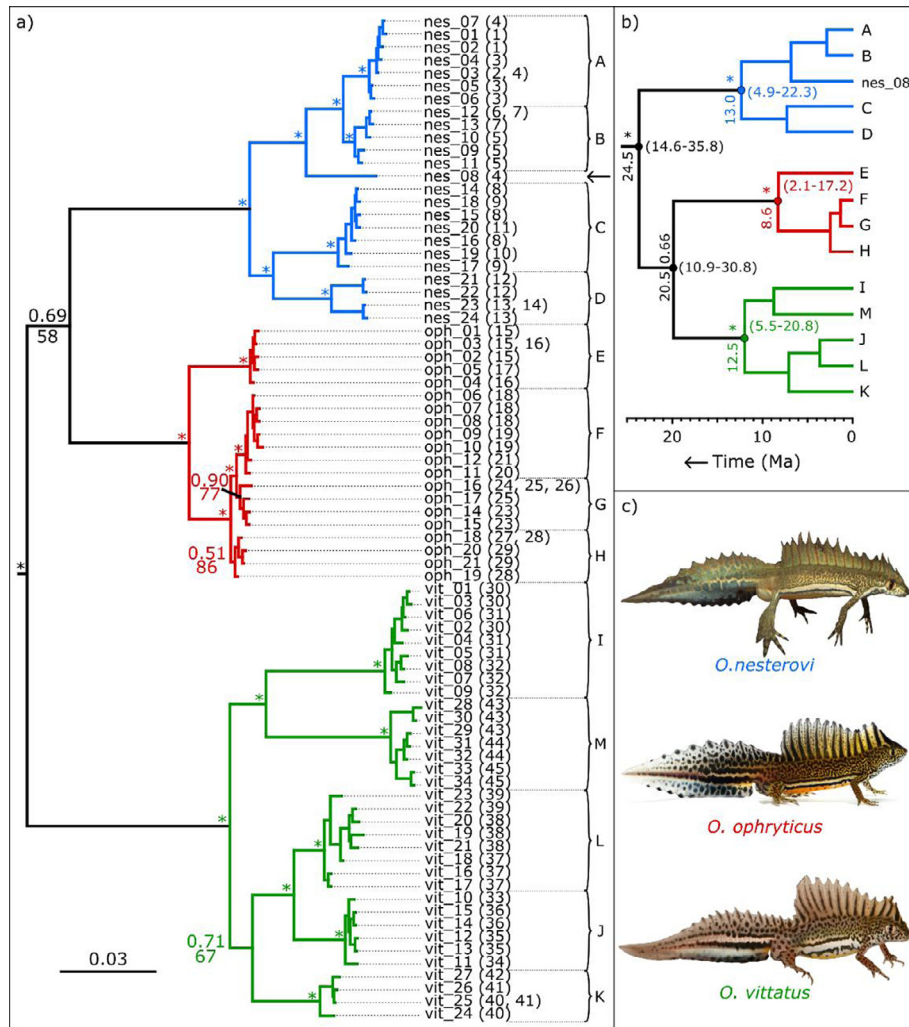 a)
nes_07 (4)
nes_01 (1)
nes_02 (1)
nes_04 (3)
nes_03 (2, 4)
nes_05 (3)
nes_06 (3)
A
nes_12 (6, 7)
nes_13 (7)
nes_10 (5)
nes_09 (5)
nes_11 (5)
B
nes_08 (4)
nes_14 (8)
nes_18 (9)
nes_15 (8)
nes_20 (11)
nes_16 (8)
nes_19 (10)
nes_17 (9)
C
nes_21 (12)
nes_22 (12)
nes_23 (13, 14)
nes_24 (13)
D
0.69
58
oph_01 (15)
oph_03 (15, 16)
oph_02 (15)
oph_05 (17)
oph_04 (16)
E
oph_06 (18)
oph_07 (18)
oph_08 (18)
oph_09 (19)
oph_10 (19)
oph_12 (21)
oph_11 (20)
F
0.90
77
oph_16 (24, 25, 26)
oph_17 (25)
oph_14 (23)
oph_15 (23)
G
0.51
86
oph_18 (27, 28)
oph_20 (29)
oph_21 (29)
oph_19 (28)
H
vit_01 (30)
vit_03 (30)
vit_06 (31)
vit_02 (30)
vit_04 (31)
vit_05 (31)
vit_08 (32)
vit_07 (32)
vit_09 (32)
I
vit_28 (43)
vit_30 (43)
vit_29 (43)
vit_31 (44)
vit_32 (44)
vit_33 (45)
vit_34 (45)
M
vit_23 (39)
vit_22 (39)
vit_20 (38)
vit_19 (38)
vit_21 (38)
vit_18 (37)
vit_16 (37)
vit_17 (37)
L
vit_10 (33)
vit_15 (36)
vit_14 (36)
vit_12 (35)
vit_13 (35)
vit_11 (34)
J
0.71
67
vit_27 (42)
vit_26 (41)
vit_25 (40, 41)
vit_24 (40)
K
0.03
b)
A
B
nes_08
C
D
13.0 * (4.9-22.3)
24.5 * (14.6-35.8)
E
F
G
H
8.6 * (2.1-17.2)
20.5 0.66 (10.9-30.8)
I
M
J
L
K
12.5 * (5.5-20.8)
20 10 0
← Time (Ma)
c)
O.nesterovi
O. ophryticus
O. vittatus